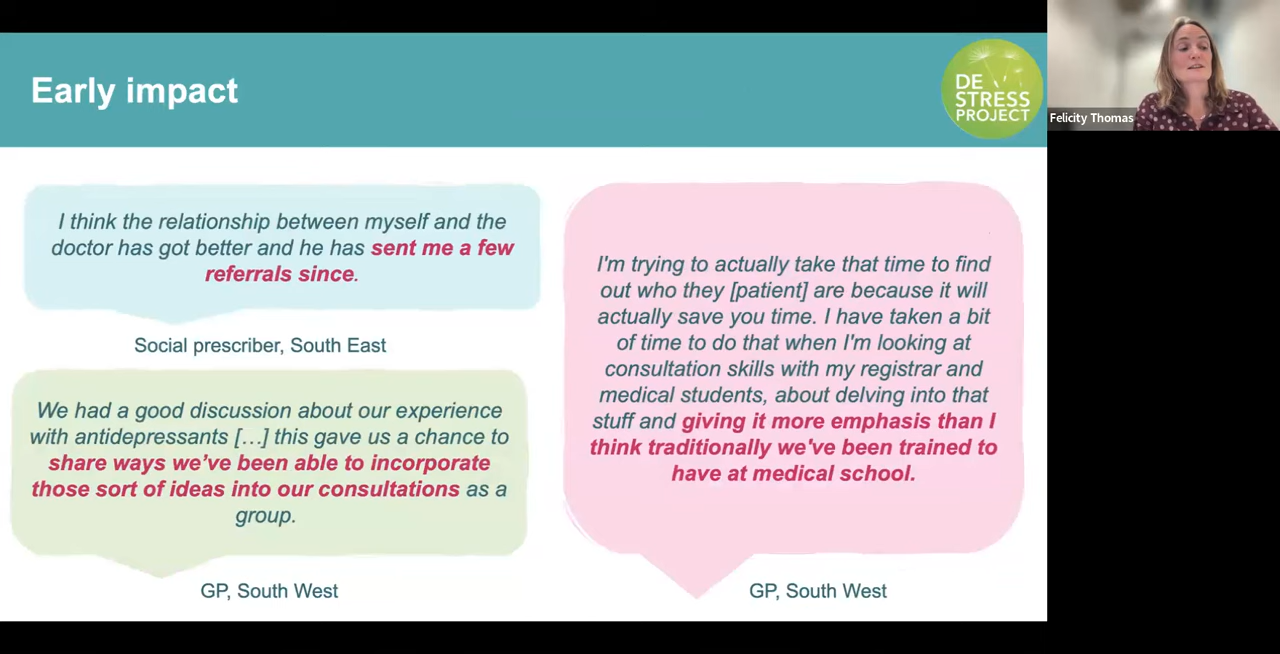 Early impact
DE
STRESS
PROJECT
Felicity Thomas
I think the relationship between myself and the
doctor has got better and he has sent me a few
referrals since.
Social prescriber, South East
We had a good discussion about our experience
with antidepressants […] this gave us a chance to
share ways we’ve been able to incorporate
those sort of ideas into our consultations as a
group.
GP, South West
I'm trying to actually take that time to find
out who they [patient] are because it will
actually save you time. I have taken a bit
of time to do that when I'm looking at
consultation skills with my registrar and
medical students, about delving into that
stuff and giving it more emphasis than I
think traditionally we've been trained to
have at medical school.
GP, South West